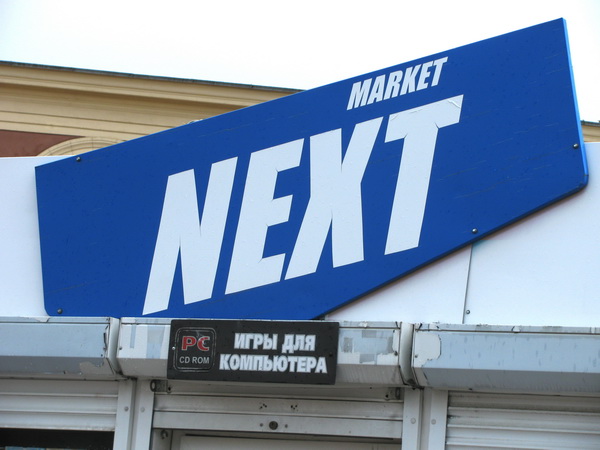 MARKET
NEXT
PC
CD ROM
ИГРЫ ДЛЯ
КОМПЬЮТЕРА